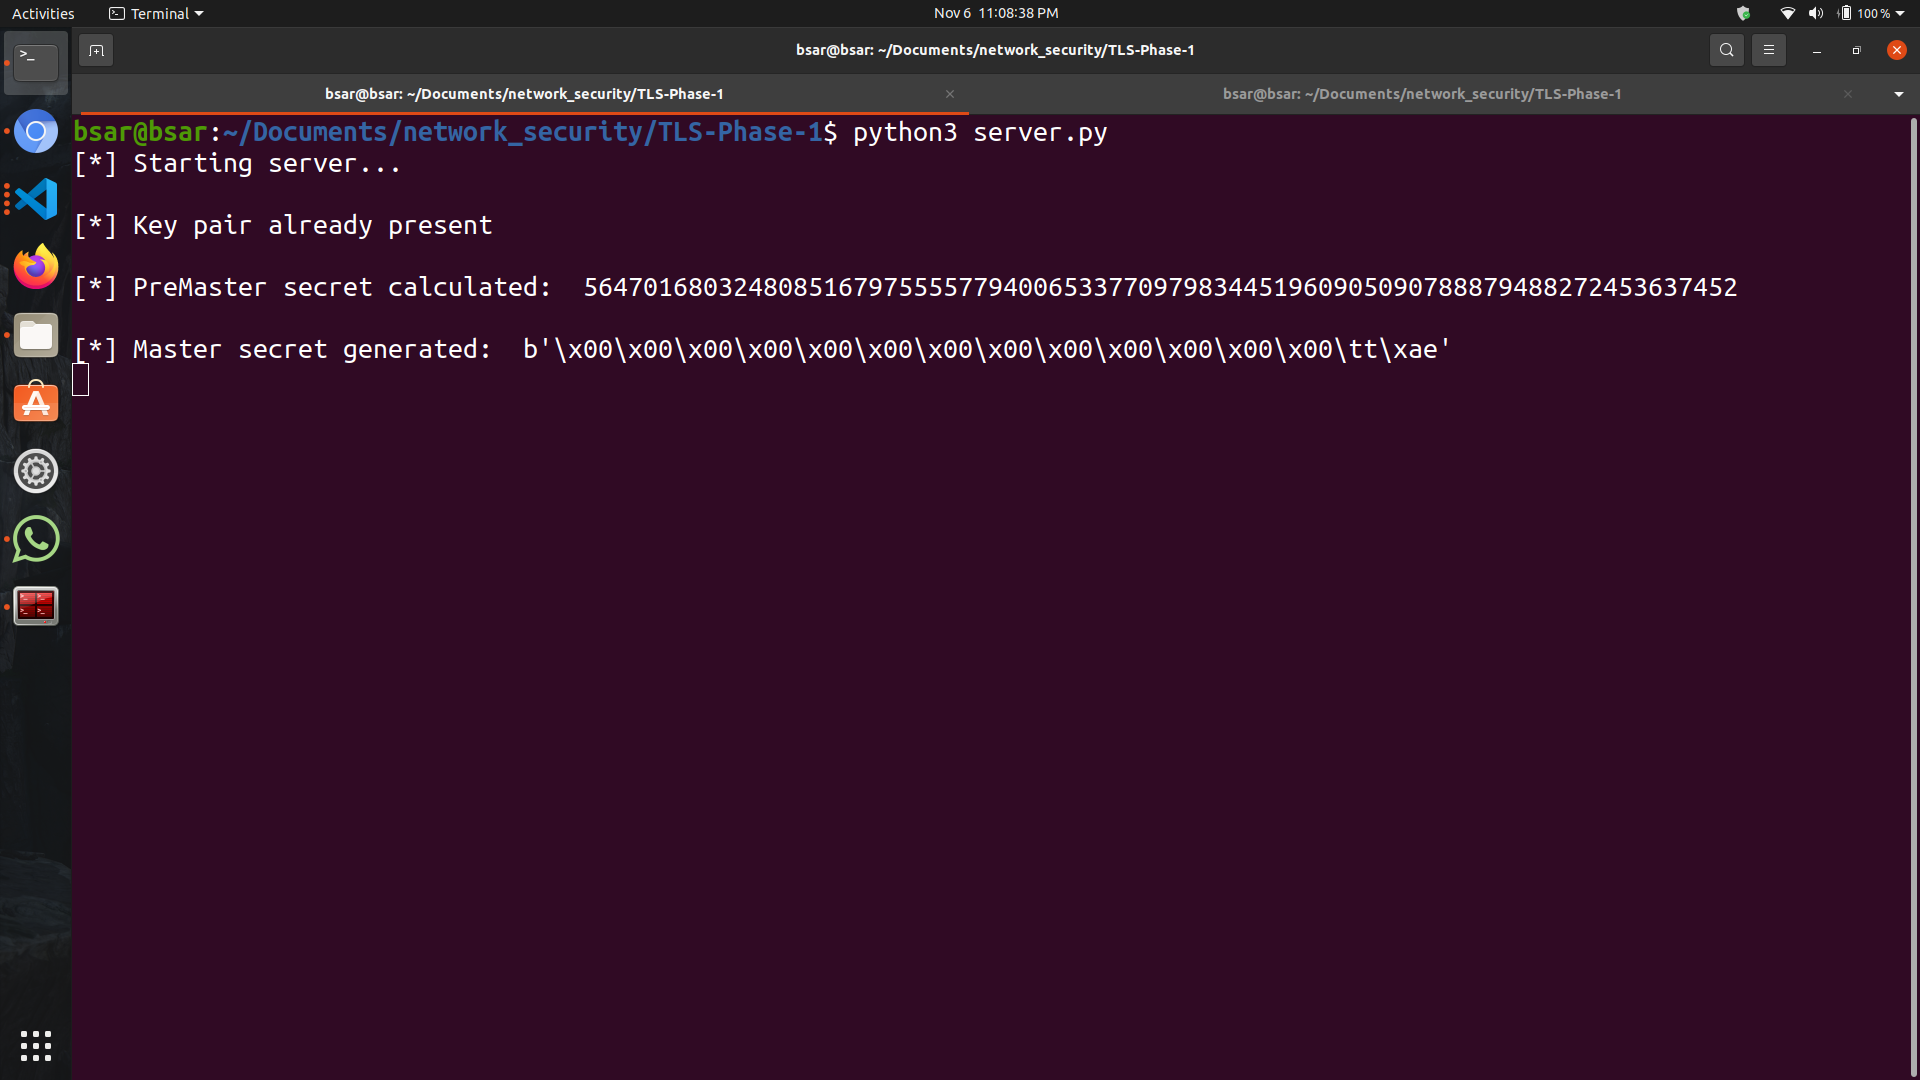 Activities Terminal Nov 6 11:08:38 PM 100 %
bsar@bsar: ~/Documents/network_security/TLS-Phase-1
bsar@bsar: ~/Documents/network_security/TLS-Phase-1 bsar@bsar: ~/Documents/network_security/TLS-Phase-1
bsar@bsar:~/Documents/network_security/TLS-Phase-1$ python3 server.py
[*] Starting server...
[*] Key pair already present
[*] PreMaster secret calculated:  56470168032480851679755557794006533770979834451960905090788879488272453637452
[*] Master secret generated:  b'\x00\x00\x00\x00\x00\x00\x00\x00\x00\x00\x00\x00\x00\tt\xae'